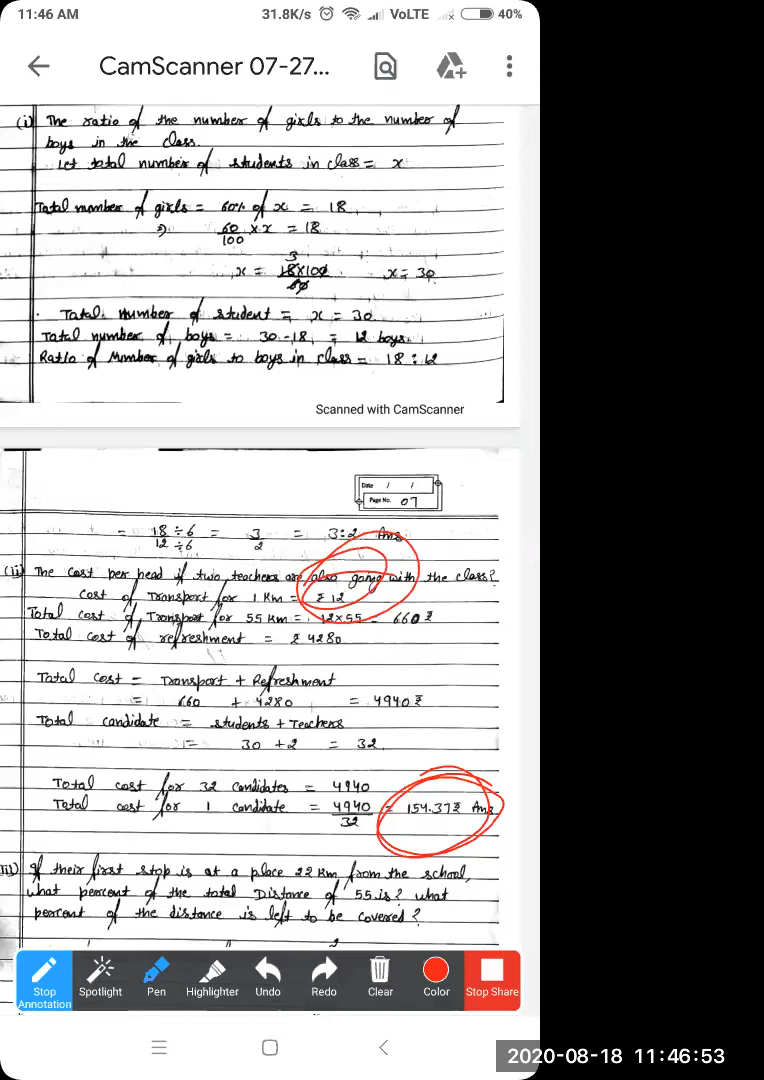 11:46 AM 31.8K/s VoLTE 40%
CamScanner 07-27...
(i) The ratio of the number of girls to the number of
boys in the class.
Let total number of students in class = x
Total number of girls = 60% of x = 18
⇒ 60/100 × x = 18
x = 18×100/60 3 x = 30
Total number of student = x = 30
Total number of boys = 30-18 = 12 boys.
Ratio of Number of girls to boys in class = 18 : 12
Scanned with CamScanner
Date / /
Page No. 07
= 18÷6/12÷6 = 3/2 = 3:2 Ans
(ii) The cost per head if two teachers are also going with the class?
Cost of Transport for 1 Km = ₹ 12
Total cost of Transport for 55 Km = 12×55 = 660 ₹
Total cost of refreshment = ₹ 4280
Total cost = Transport + Refreshment
= 660 + 4280 = 4940 ₹
Total candidate = students + Teachers
= 30 + 2 = 32
Total cost for 32 candidates = 4940
Total cost for 1 candidate = 4940/32 = 154.37₹ Ans
iii) If their first stop is at a place 22 Km from the school,
what percent of the total Distance of 55 is? what
percent of the distance is left to be covered?
Stop Annotation Spotlight Pen Highlighter Undo Redo Clear Color Stop Share
2020-08-18 11:46:53